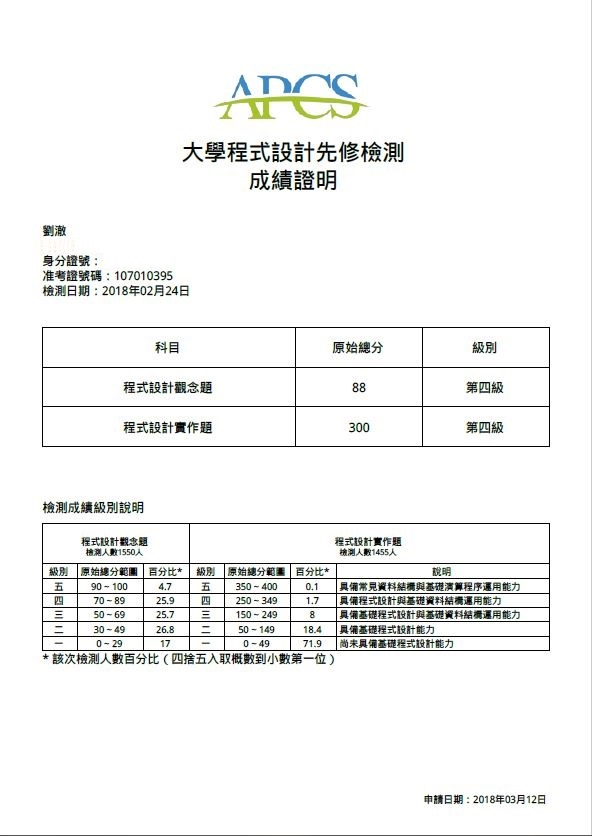 APCS
大學程式設計先修檢測
成績證明
劉澈
身分證號：
准考證號碼：107010395
檢測日期：2018年02月24日
科目 原始總分 級別
程式設計觀念題 88 第四級
程式設計實作題 300 第四級
檢測成績級別說明
程式設計觀念題 程式設計實作題
檢測人數1550人 檢測人數1455人
級別 原始總分範圍 百分比* 級別 原始總分範圍 百分比* 說明
五 90 ~ 100 4.7 五 350 ~ 400 0.1 具備常見資料結構與基礎演算程序運用能力
四 70 ~ 89 25.9 四 250 ~ 349 1.7 具備程式設計與基礎資料結構運用能力
三 50 ~ 69 25.7 三 150 ~ 249 8 具備基礎程式設計與基礎資料結構運用能力
二 30 ~ 49 26.8 二 50 ~ 149 18.4 具備基礎程式設計能力
一 0 ~ 29 17 一 0 ~ 49 71.9 尚未具備基礎程式設計能力
* 該次檢測人數百分比（四捨五入取概數到小數第一位）
申請日期：2018年03月12日